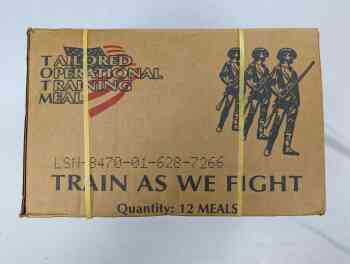 TAILORED
OPERATIONAL
TRAINING
MEAL
LSN-8470-01-628-7266
TRAIN AS WE FIGHT
Quantity: 12 MEALS